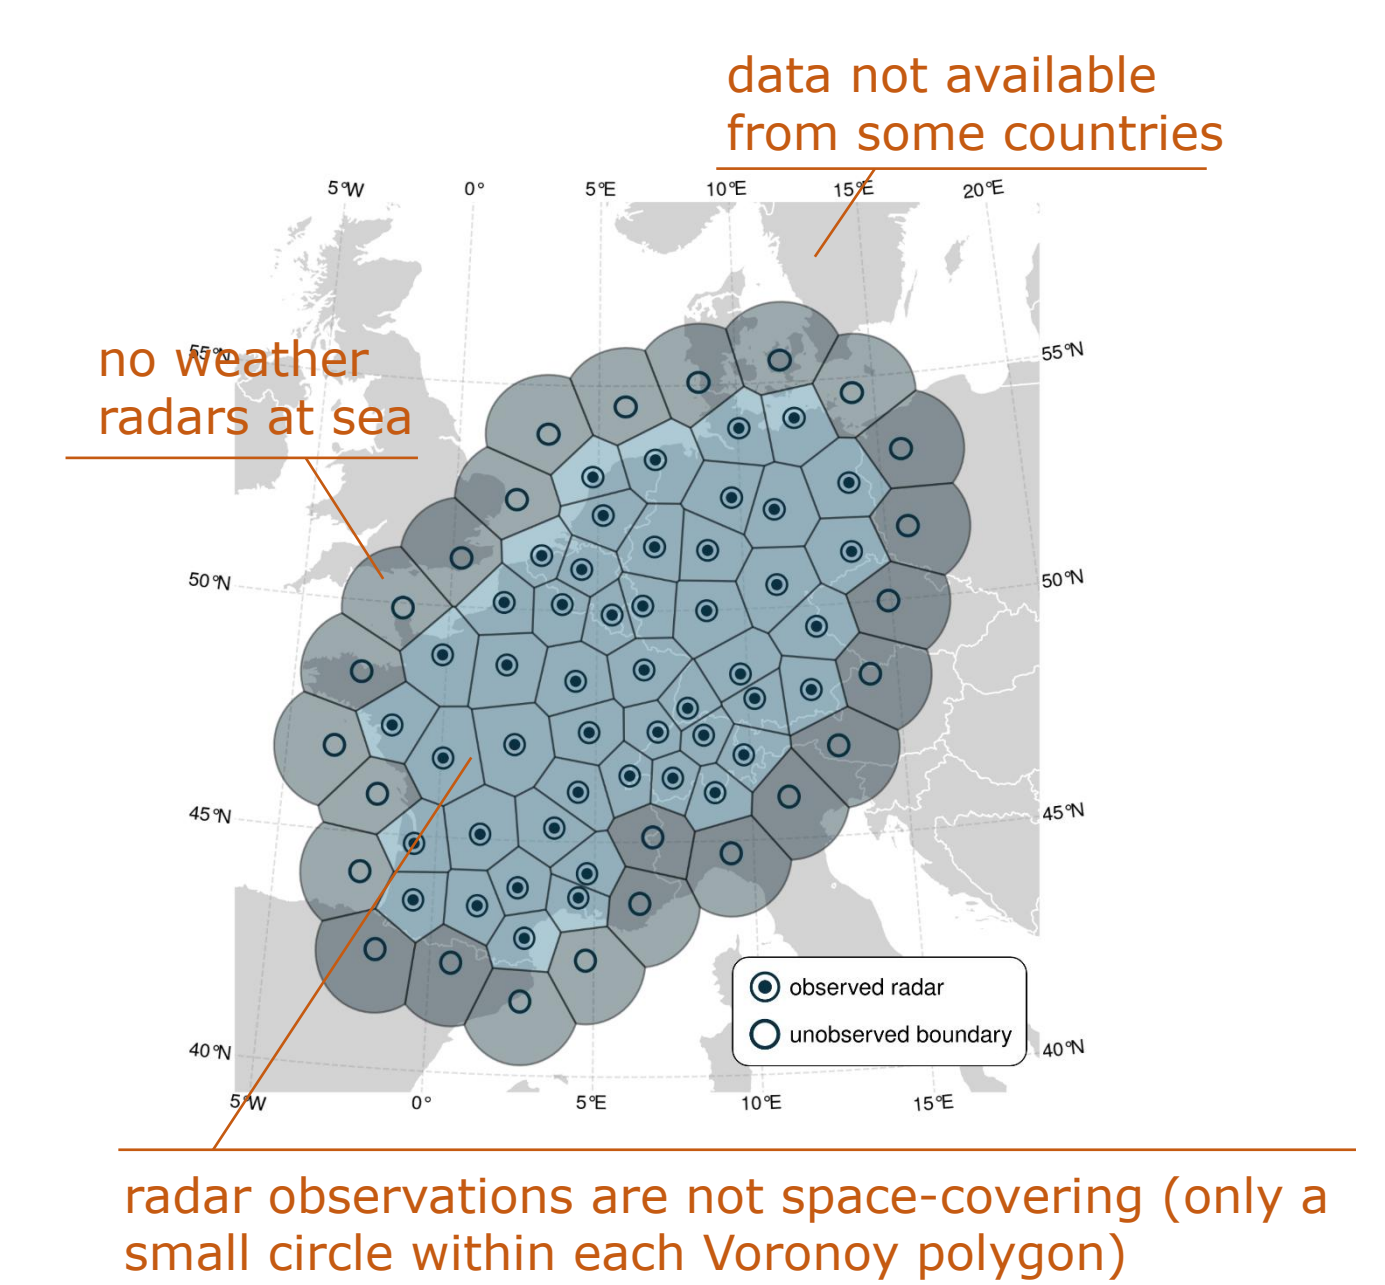 data not available
from some countries
5°W 0° 5°E 10°E 15°E 20°E
no weather
radars at sea
55°N 55°N
50°N 50°N
45°N 45°N
observed radar
unobserved boundary
40°N 40°N
5°W 0° 5°E 10°E 15°E
radar observations are not space-covering (only a
small circle within each Voronoy polygon)